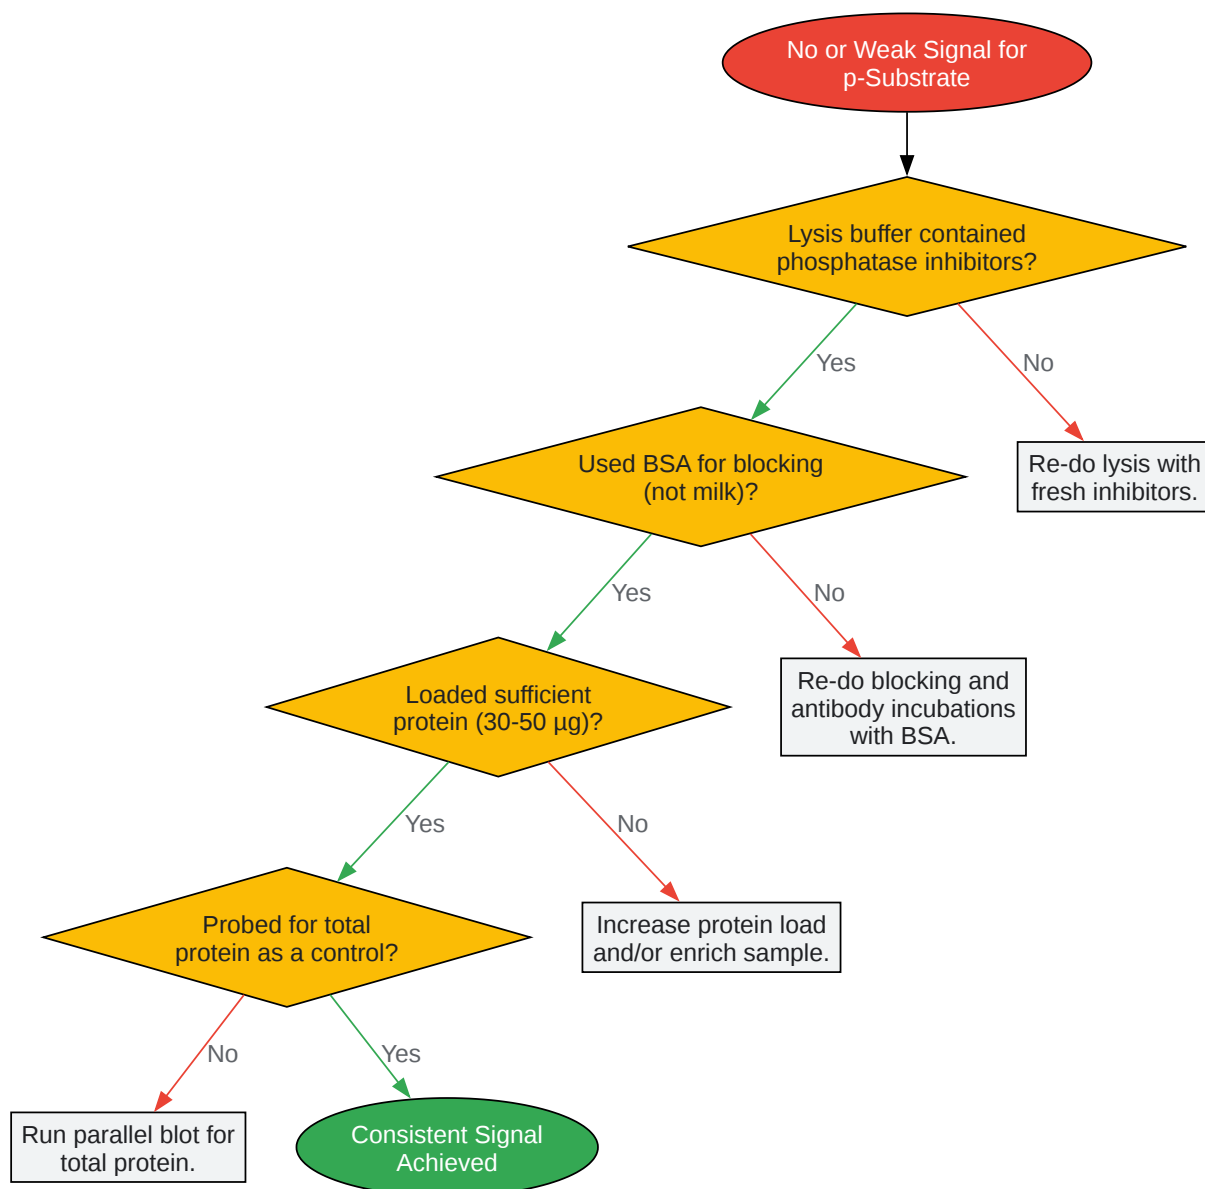 No or Weak Signal for
p-Substrate
Lysis buffer contained
phosphatase inhibitors?
Yes
No
Used BSA for blocking
(not milk)?
Re-do lysis with
fresh inhibitors.
Yes
No
Loaded sufficient
protein (30-50 µg)?
Re-do blocking and
antibody incubations
with BSA.
Yes
No
Probed for total
protein as a control?
Increase protein load
and/or enrich sample.
No
Yes
Run parallel blot for
total protein.
Consistent Signal
Achieved